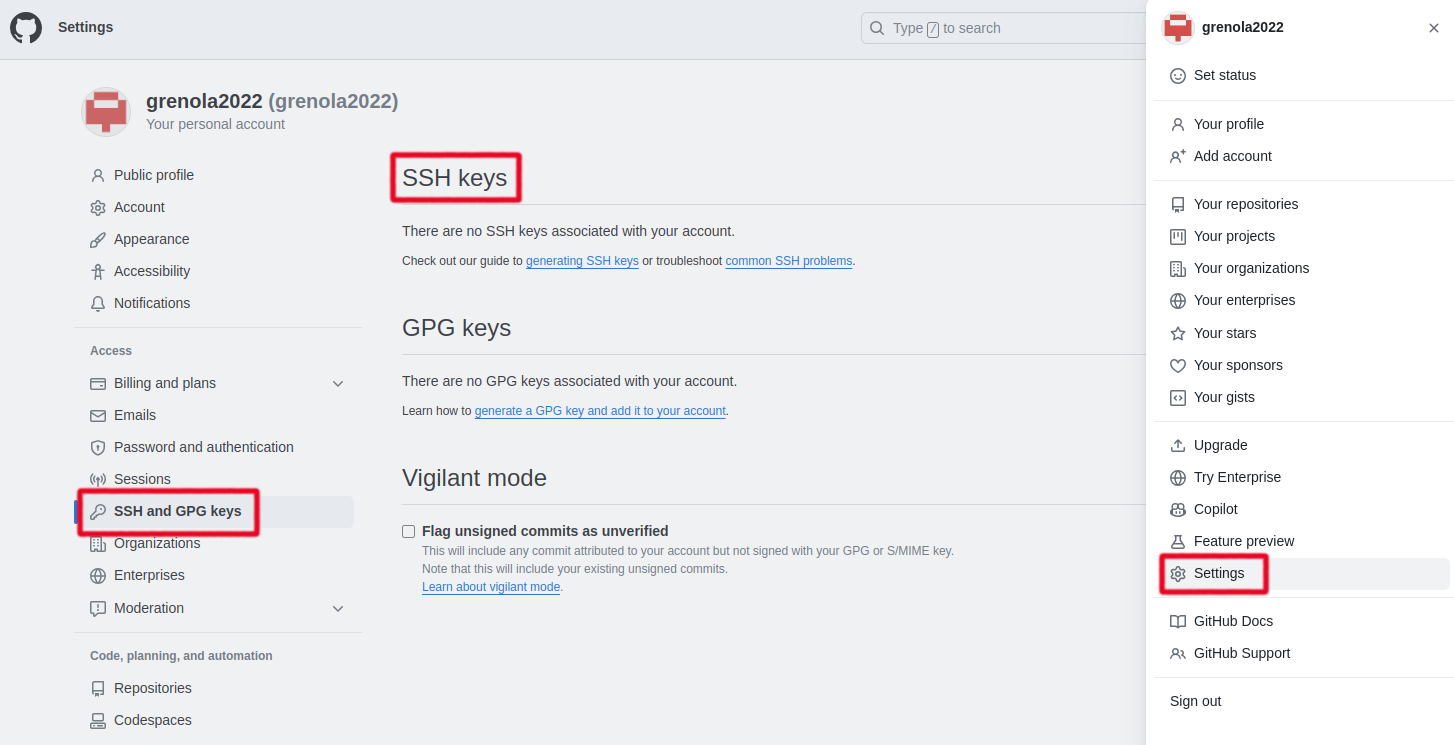 Settings
Type / to search
grenola2022 (grenola2022)
Your personal account
Public profile
Account
Appearance
Accessibility
Notifications
Access
Billing and plans
Emails
Password and authentication
Sessions
SSH and GPG keys
Organizations
Enterprises
Moderation
Code, planning, and automation
Repositories
Codespaces
SSH keys
There are no SSH keys associated with your account.
Check out our guide to generating SSH keys or troubleshoot common SSH problems.
GPG keys
There are no GPG keys associated with your account.
Learn how to generate a GPG key and add it to your account.
Vigilant mode
Flag unsigned commits as unverified
This will include any commit attributed to your account but not signed with your GPG or S/MIME key.
Note that this will include your existing unsigned commits.
Learn about vigilant mode.
grenola2022
Set status
Your profile
Add account
Your repositories
Your projects
Your organizations
Your enterprises
Your stars
Your sponsors
Your gists
Upgrade
Try Enterprise
Copilot
Feature preview
Settings
GitHub Docs
GitHub Support
Sign out